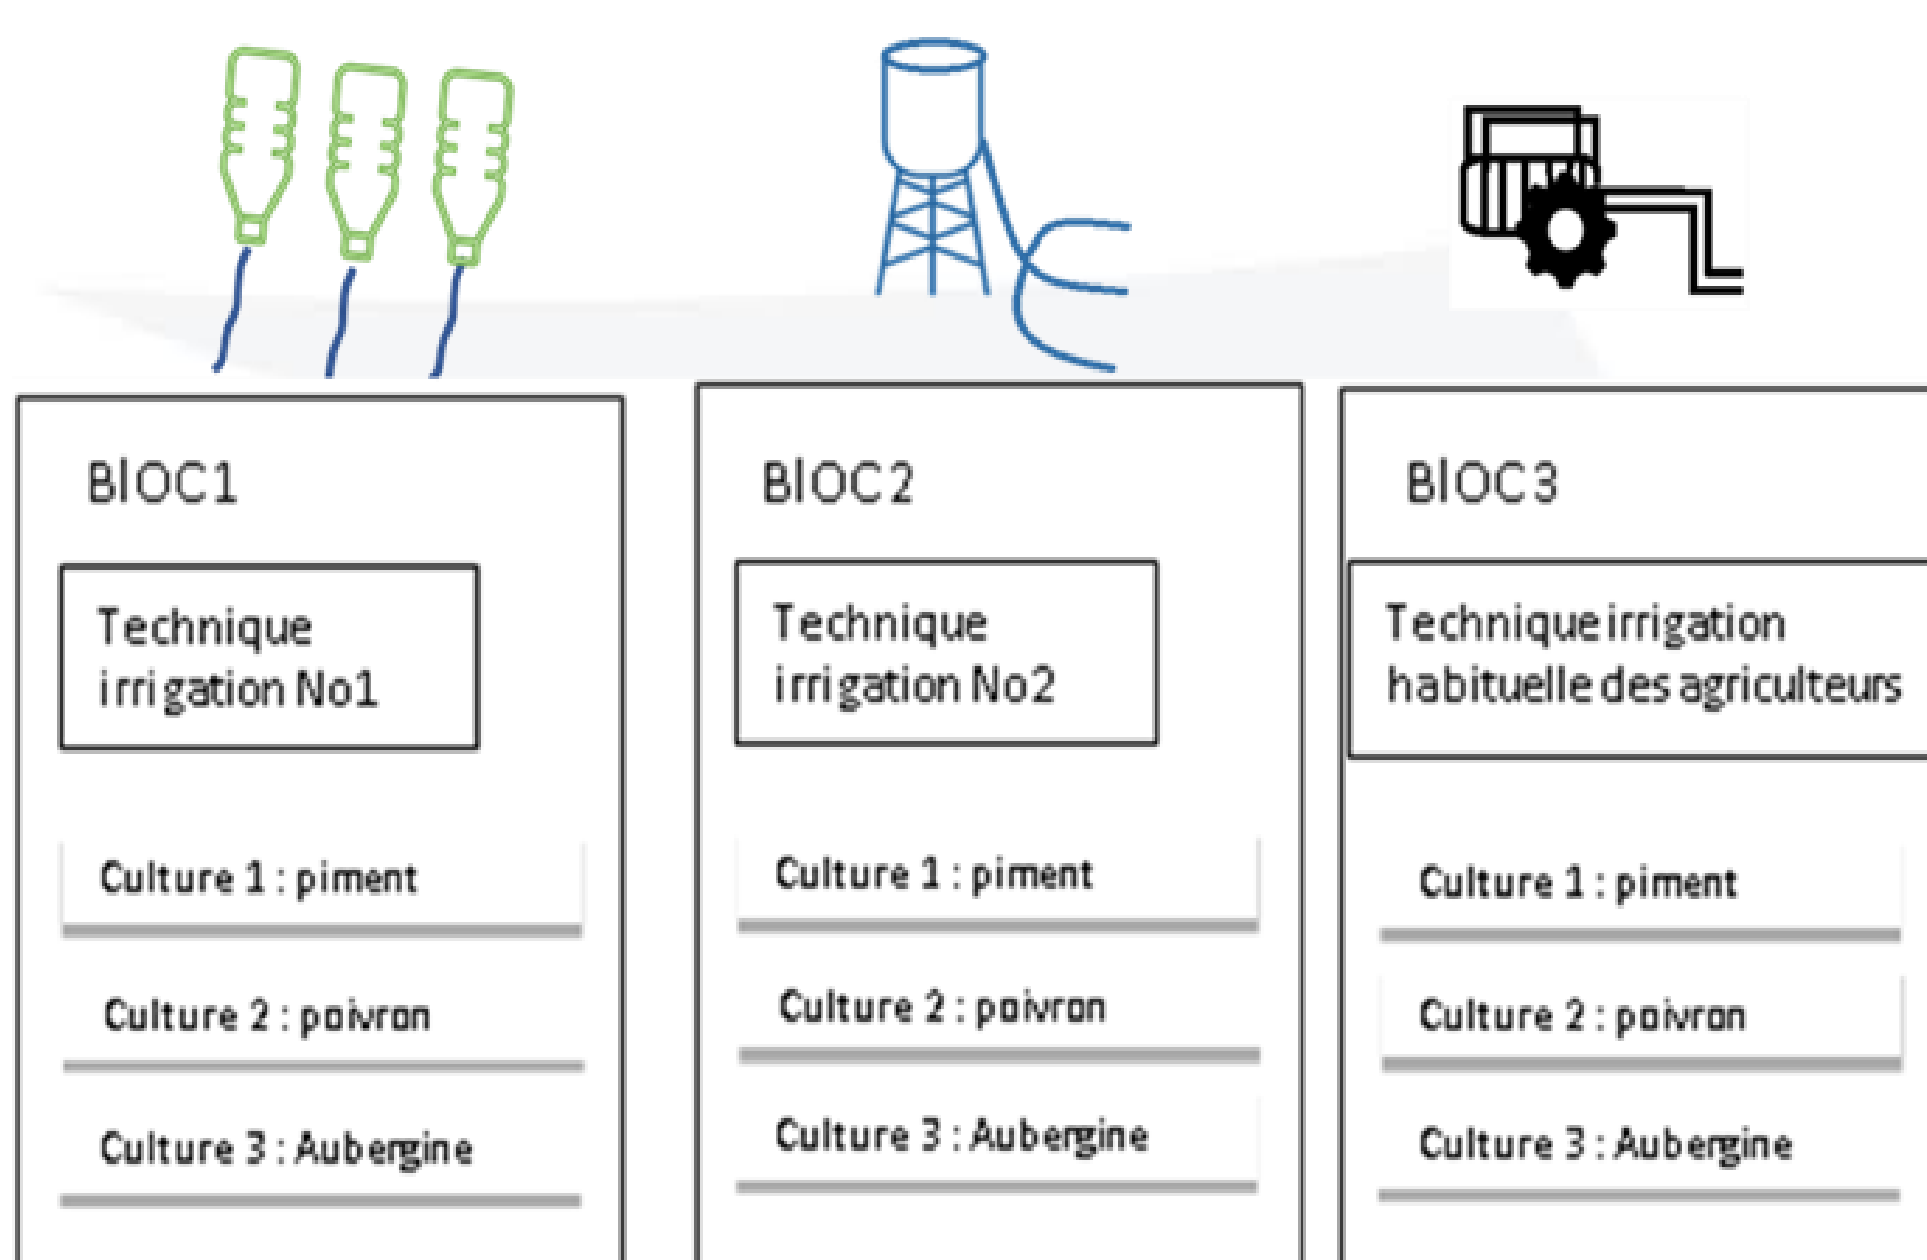 BlOC1
Technique
irrigation No1
Culture 1 : piment
Culture 2 : poivron
Culture 3 : Aubergine
BlOC2
Technique
irrigation No2
Culture 1 : piment
Culture 2 : poivron
Culture 3 : Aubergine
BlOC3
Technique irrigation
habituelle des agriculteurs
Culture 1 : piment
Culture 2 : poivron
Culture 3 : Aubergine